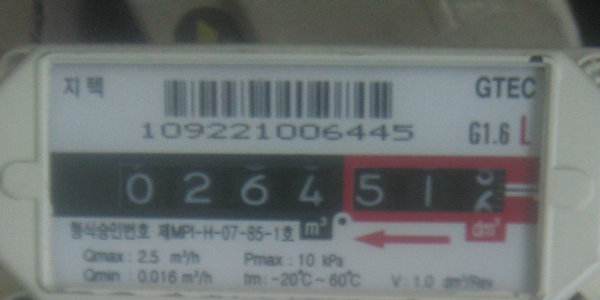 지텍 GTEC
109221006445 G1.6 L
0264 51
형식승인번호 제MPI-H-07-85-1호 m³ dm³
Qmax : 2.5 m³/h Pmax : 10 kPa
Qmin : 0.016 m³/h tm : -20°C ~ 60°C V : 1.0 dm³/Rev